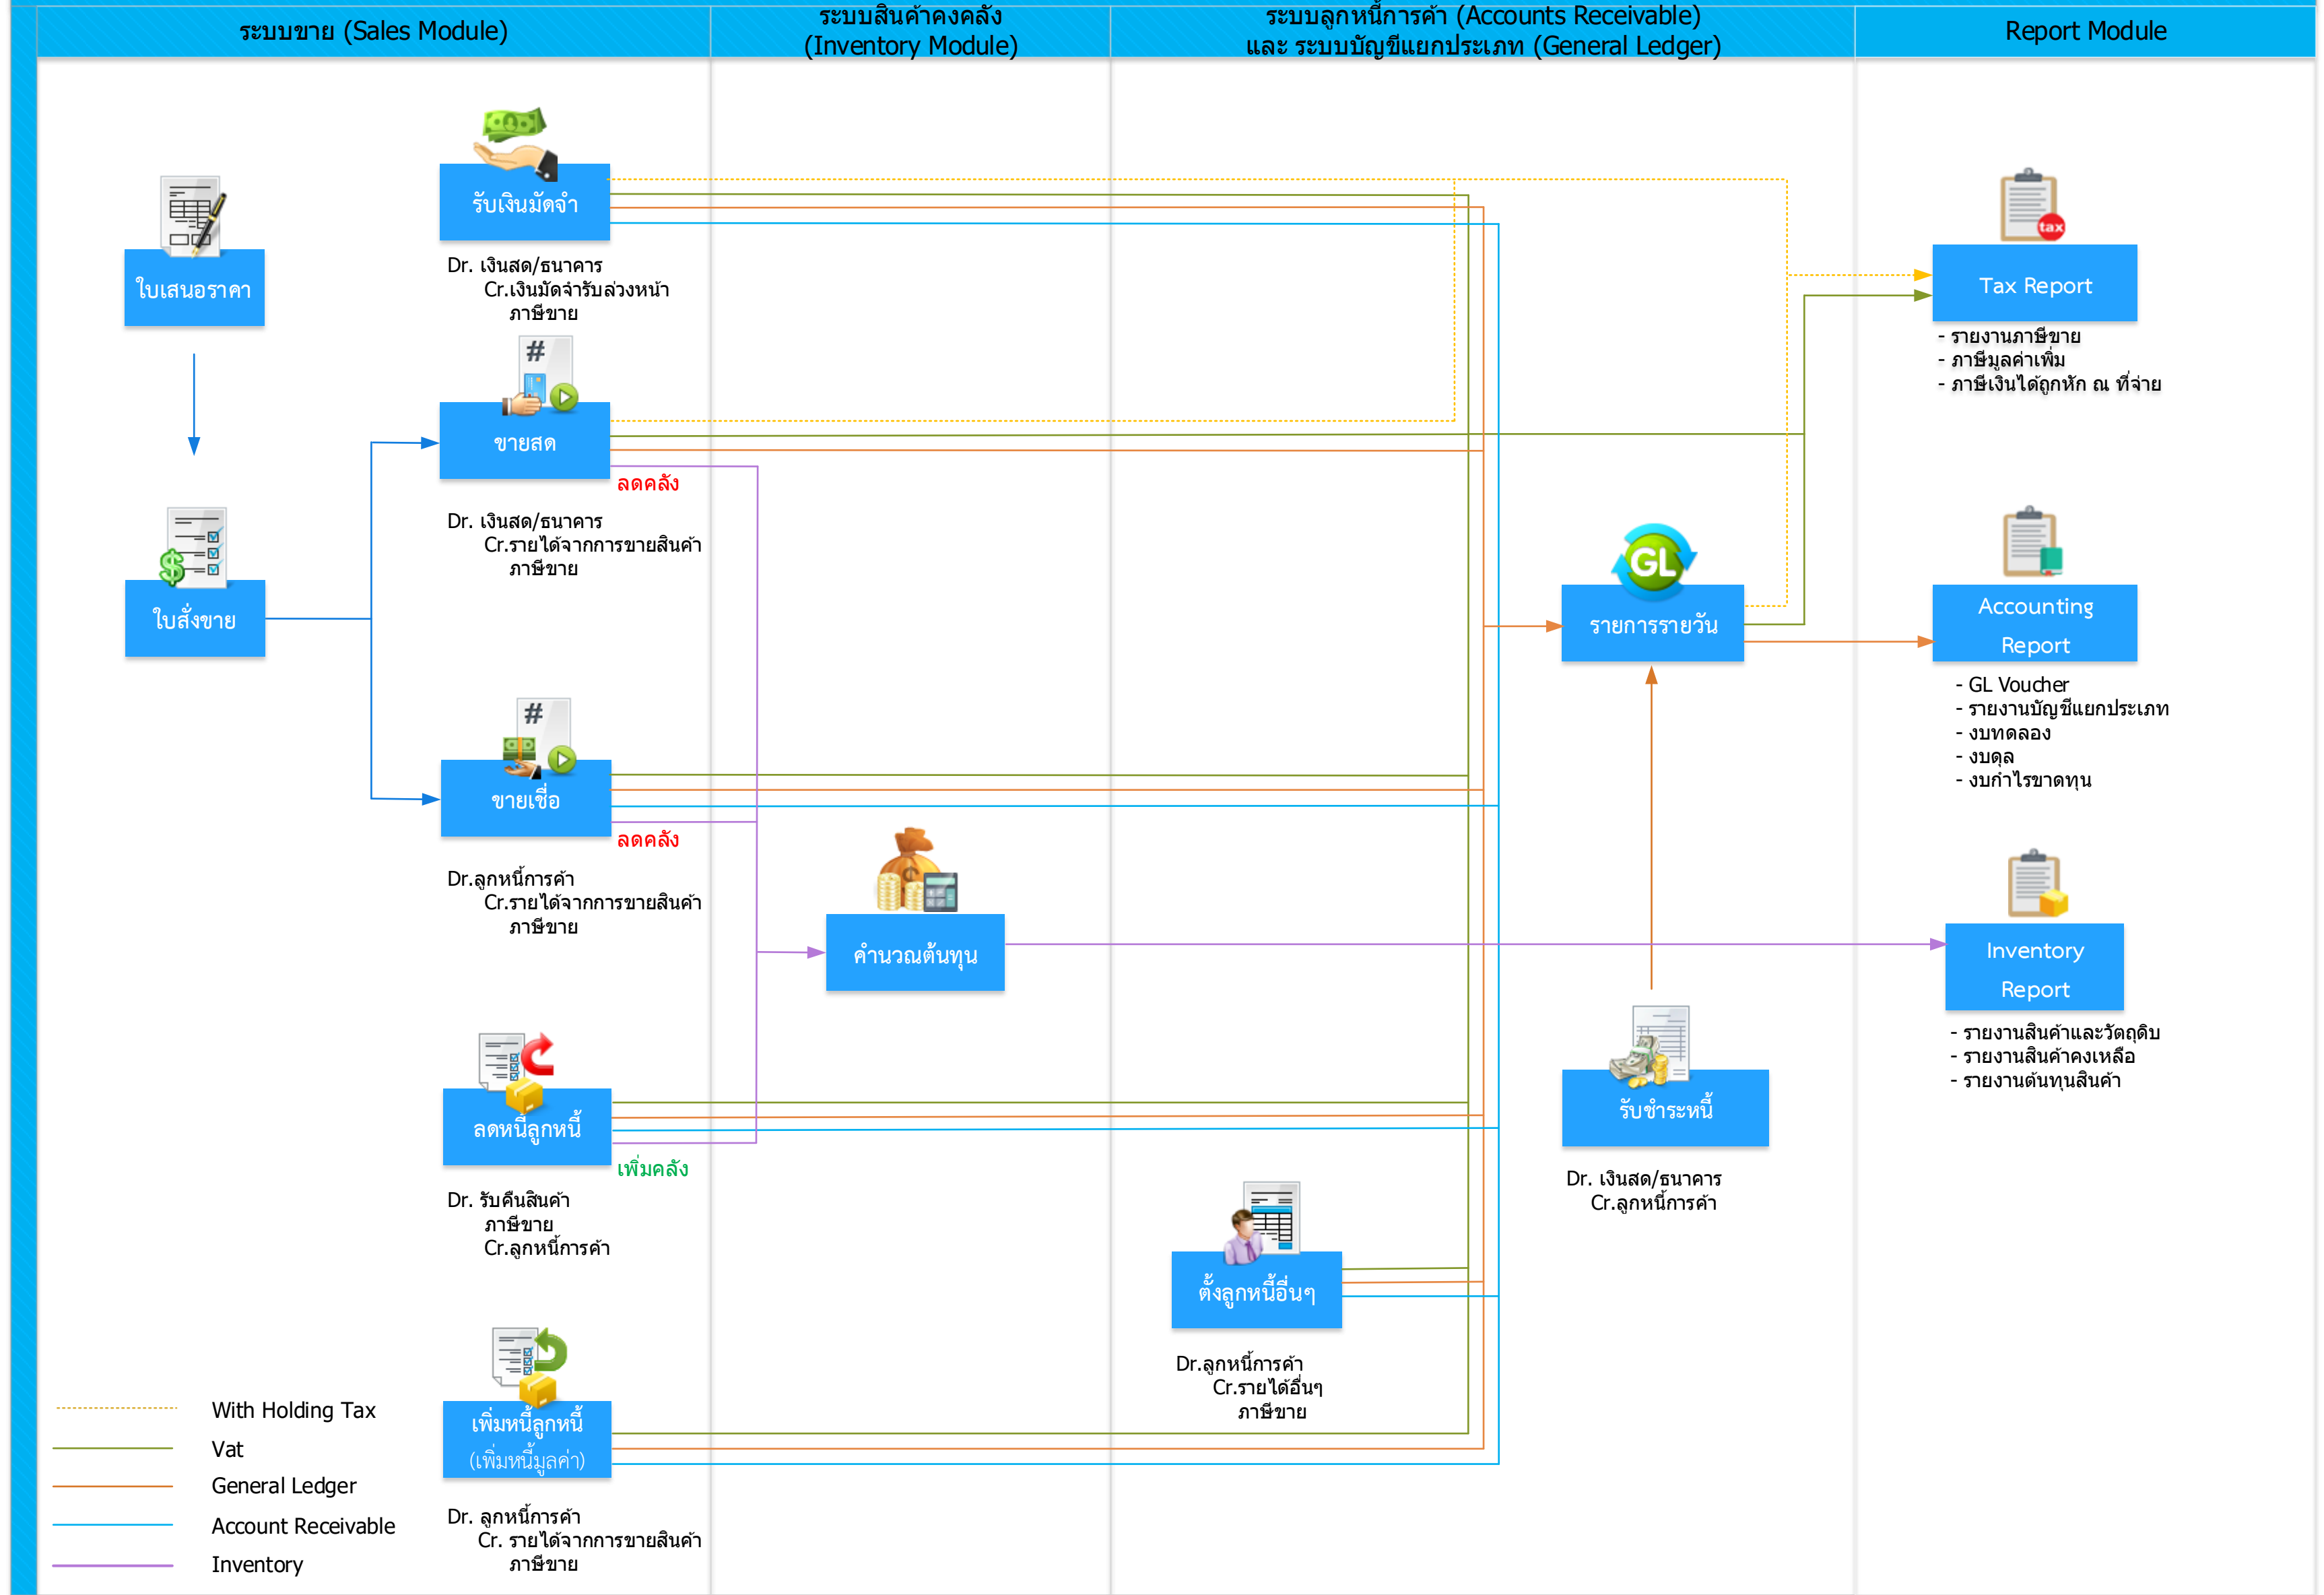 ระบบขาย (Sales Module)
ระบบสินค้าคงคลัง
(Inventory Module)
ระบบลูกหนี้การค้า (Accounts Receivable)
และ ระบบบัญชีแยกประเภท (General Ledger)
Report Module
ใบเสนอราคา
ใบสั่งขาย
รับเงินมัดจำ
Dr. เงินสด/ธนาคาร
Cr.เงินมัดจำรับล่วงหน้า
ภาษีขาย
#
ขายสด
ลดคลัง
Dr. เงินสด/ธนาคาร
Cr.รายได้จากการขายสินค้า
ภาษีขาย
#
ขายเชื่อ
ลดคลัง
Dr.ลูกหนี้การค้า
Cr.รายได้จากการขายสินค้า
ภาษีขาย
ลดหนี้ลูกหนี้
เพิ่มคลัง
Dr. รับคืนสินค้า
ภาษีขาย
Cr.ลูกหนี้การค้า
เพิ่มหนี้ลูกหนี้
(เพิ่มหนี้มูลค่า)
Dr. ลูกหนี้การค้า
Cr. รายได้จากการขายสินค้า
ภาษีขาย
With Holding Tax
Vat
General Ledger
Account Receivable
Inventory
คำนวณต้นทุน
ตั้งลูกหนี้อื่นๆ
Dr.ลูกหนี้การค้า
Cr.รายได้อื่นๆ
ภาษีขาย
GL
รายการรายวัน
รับชำระหนี้
Dr. เงินสด/ธนาคาร
Cr.ลูกหนี้การค้า
tax
Tax Report
- รายงานภาษีขาย
- ภาษีมูลค่าเพิ่ม
- ภาษีเงินได้ถูกหัก ณ ที่จ่าย
Accounting
Report
- GL Voucher
- รายงานบัญชีแยกประเภท
- งบทดลอง
- งบดุล
- งบกำไรขาดทุน
Inventory
Report
- รายงานสินค้าและวัตถุดิบ
- รายงานสินค้าคงเหลือ
- รายงานต้นทุนสินค้า